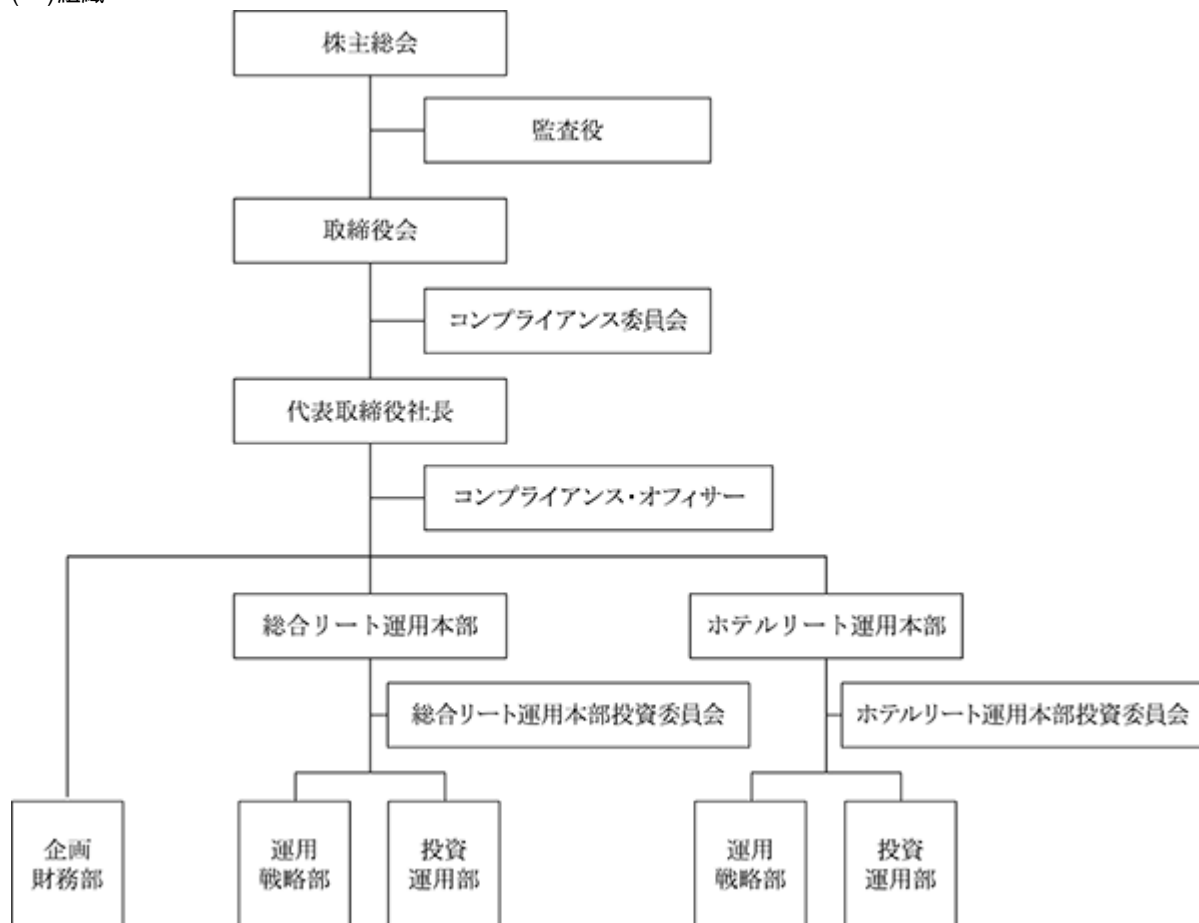 組織
株主総会
監査役
取締役会
コンプライアンス委員会
代表取締役社長
コンプライアンス・オフィサー
総合リート運用本部
ホテルリート運用本部
総合リート運用本部投資委員会
ホテルリート運用本部投資委員会
企画
財務部
運用
戦略部
投資
運用部
運用
戦略部
投資
運用部